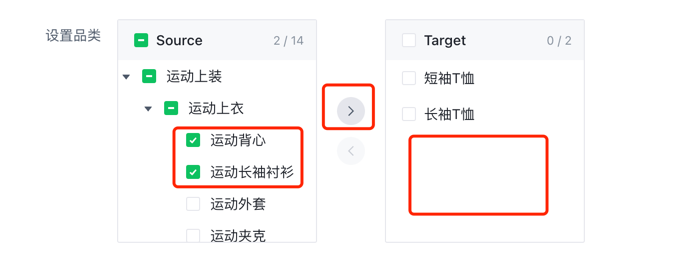 设置品类
Source 2 / 14
运动上装
运动上衣
运动背心
运动长袖衬衫
运动外套
运动夹克
Target 0 / 2
短袖T恤
长袖T恤